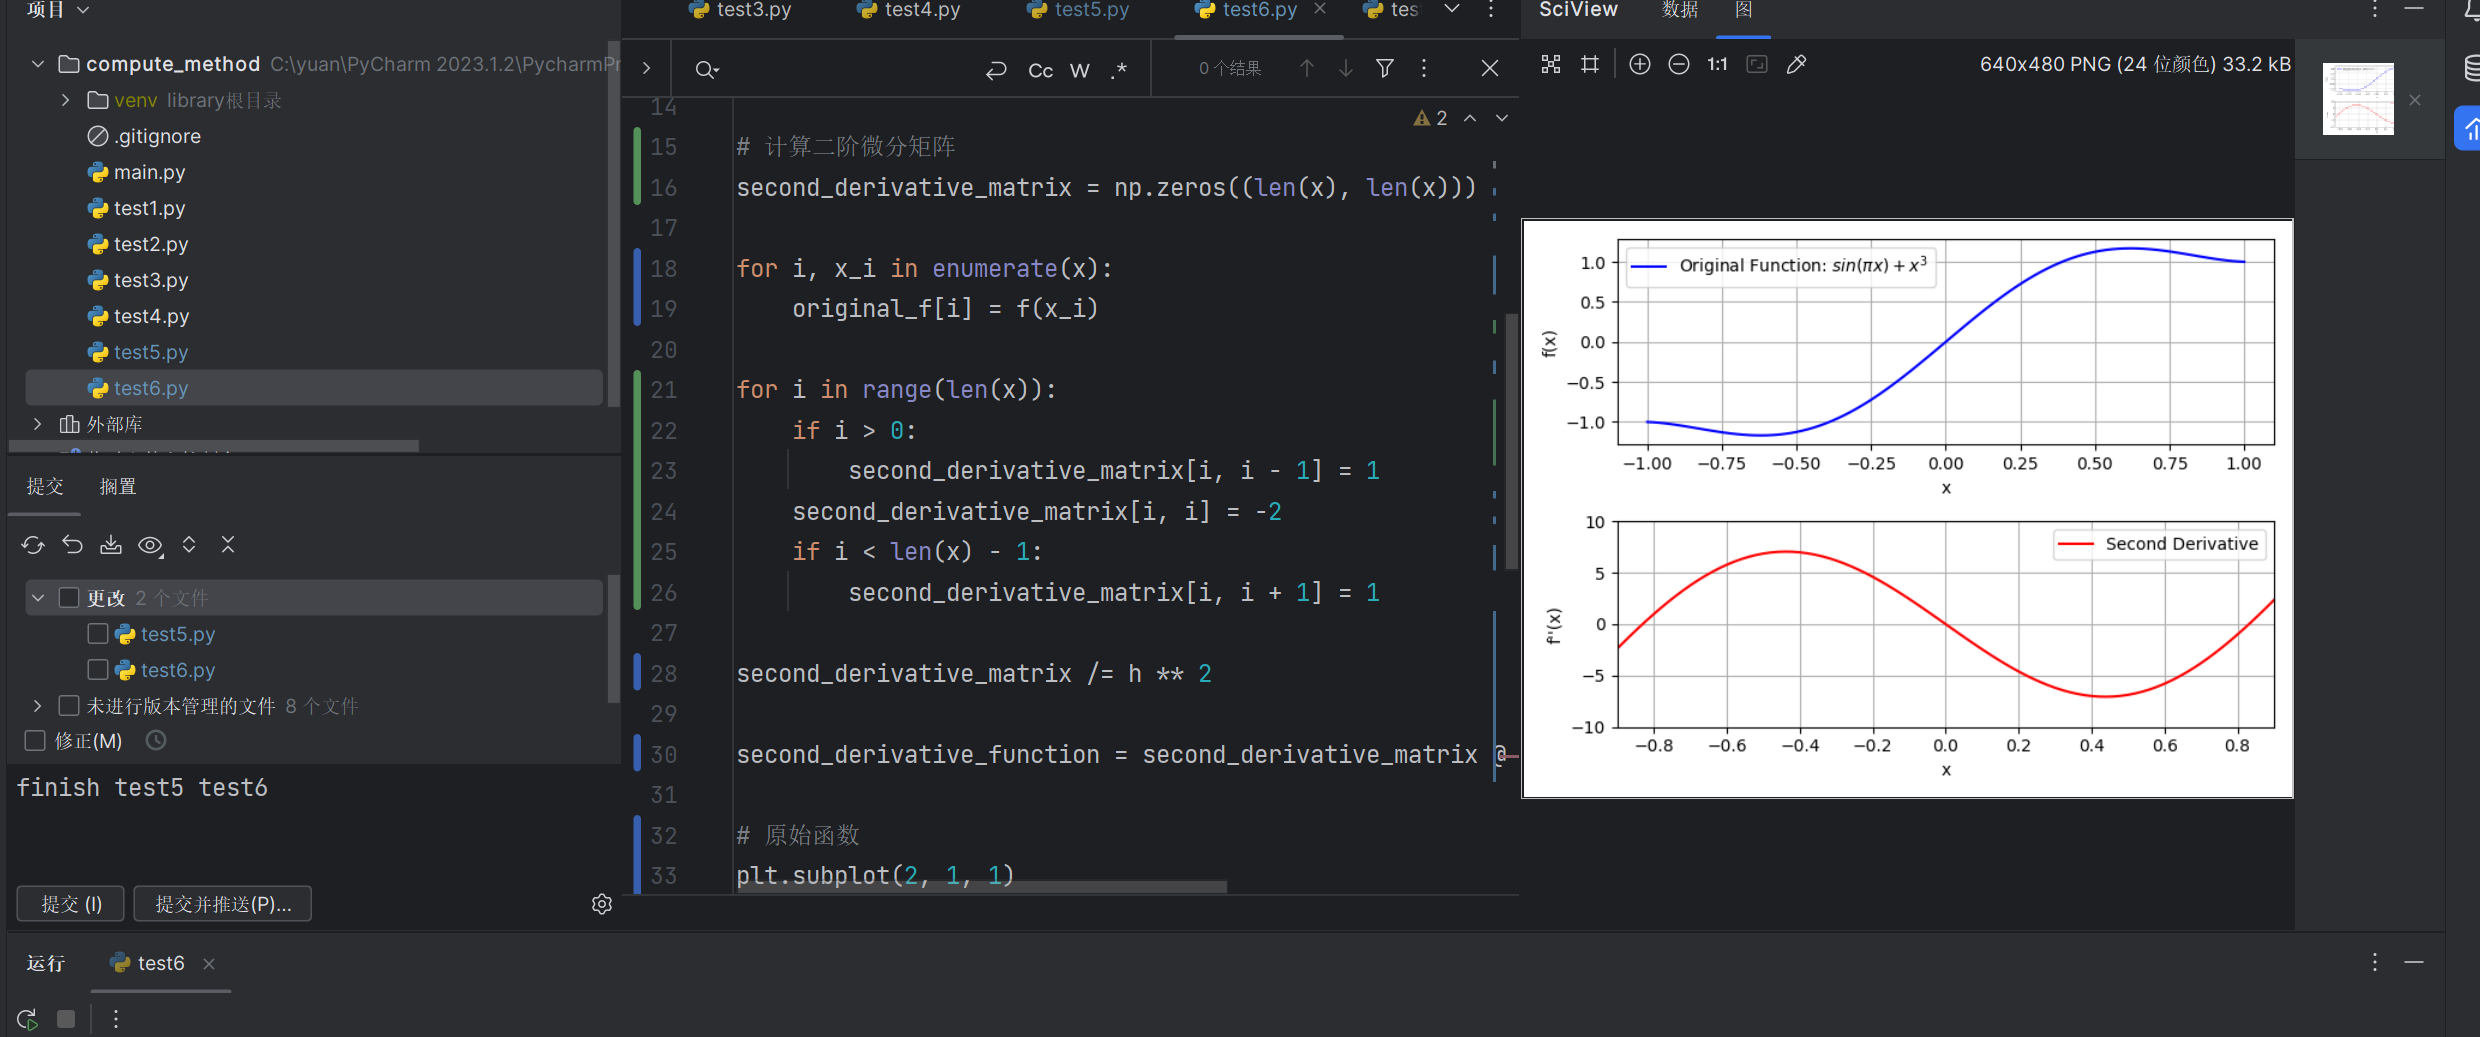 项目
compute_method C:\yuan\PyCharm 2023.1.2\PycharmPr
venv library根目录
.gitignore
main.py
test1.py
test2.py
test3.py
test4.py
test5.py
test6.py
外部库
提交 搁置
更改 2 个文件
test5.py
test6.py
未进行版本管理的文件 8 个文件
修正(M)
finish test5 test6
提交 (I) 提交并推送(P)...
test3.py test4.py test5.py test6.py tes
Cc W .* 0 个结果
2
14
15 # 计算二阶微分矩阵
16 second_derivative_matrix = np.zeros((len(x), len(x)))
17
18 for i, x_i in enumerate(x):
19 original_f[i] = f(x_i)
20
21 for i in range(len(x)):
22 if i > 0:
23 second_derivative_matrix[i, i - 1] = 1
24 second_derivative_matrix[i, i] = -2
25 if i < len(x) - 1:
26 second_derivative_matrix[i, i + 1] = 1
27
28 second_derivative_matrix /= h ** 2
29
30 second_derivative_function = second_derivative_matrix @
31
32 # 原始函数
33 plt.subplot(2, 1, 1)
SciView 数据 图
1:1 640x480 PNG (24 位颜色) 33.2 kB
Original Function: sin(πx) + x³
1.0
0.5
0.0
−0.5
−1.0
f(x)
−1.00 −0.75 −0.50 −0.25 0.00 0.25 0.50 0.75 1.00
x
Second Derivative
10
5
0
−5
−10
f''(x)
−0.8 −0.6 −0.4 −0.2 0.0 0.2 0.4 0.6 0.8
x
运行 test6